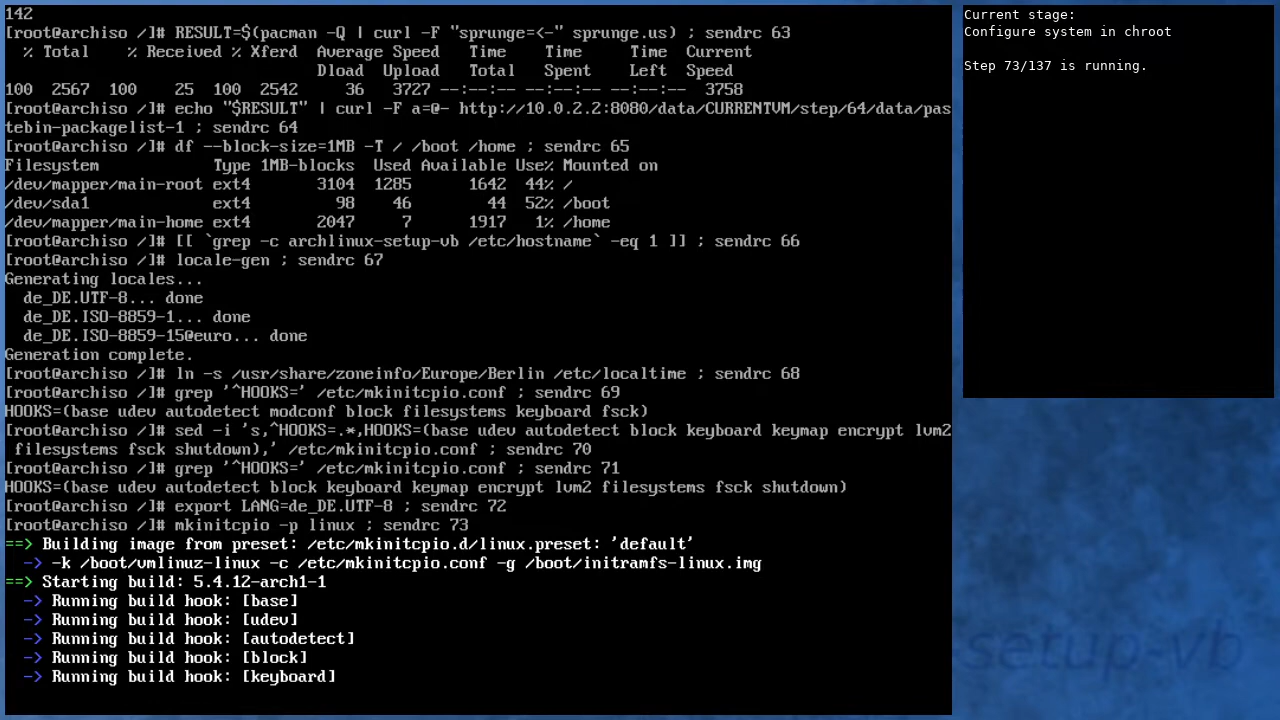 142
[root@archiso /]# RESULT=$(pacman -Q | curl -F "sprunge=<-" sprunge.us) ; sendrc 63
  % Total    % Received % Xferd  Average Speed   Time    Time     Time  Current
                                 Dload  Upload   Total   Spent    Left  Speed
100  2567  100    25  100  2542     36   3727 --:--:-- --:--:-- --:--:--  3758
[root@archiso /]# echo "$RESULT" | curl -F a=@- http://10.0.2.2:8080/data/CURRENTVM/step/64/data/pas
tebin-packagelist-1 ; sendrc 64
[root@archiso /]# df --block-size=1MB -T / /boot /home ; sendrc 65
Filesystem            Type 1MB-blocks  Used Available Use% Mounted on
/dev/mapper/main-root ext4       3104  1285      1642  44% /
/dev/sda1             ext4         98    46        44  52% /boot
/dev/mapper/main-home ext4       2047     7      1917   1% /home
[root@archiso /]# [[ `grep -c archlinux-setup-vb /etc/hostname` -eq 1 ]] ; sendrc 66
[root@archiso /]# locale-gen ; sendrc 67
Generating locales...
  de_DE.UTF-8... done
  de_DE.ISO-8859-1... done
  de_DE.ISO-8859-15@euro... done
Generation complete.
[root@archiso /]# ln -s /usr/share/zoneinfo/Europe/Berlin /etc/localtime ; sendrc 68
[root@archiso /]# grep '^HOOKS=' /etc/mkinitcpio.conf ; sendrc 69
HOOKS=(base udev autodetect modconf block filesystems keyboard fsck)
[root@archiso /]# sed -i 's,^HOOKS=.*,HOOKS=(base udev autodetect block keyboard keymap encrypt lvm2
 filesystems fsck shutdown),' /etc/mkinitcpio.conf ; sendrc 70
[root@archiso /]# grep '^HOOKS=' /etc/mkinitcpio.conf ; sendrc 71
HOOKS=(base udev autodetect block keyboard keymap encrypt lvm2 filesystems fsck shutdown)
[root@archiso /]# export LANG=de_DE.UTF-8 ; sendrc 72
[root@archiso /]# mkinitcpio -p linux ; sendrc 73
==> Building image from preset: /etc/mkinitcpio.d/linux.preset: 'default'
  -> -k /boot/vmlinuz-linux -c /etc/mkinitcpio.conf -g /boot/initramfs-linux.img
==> Starting build: 5.4.12-arch1-1
  -> Running build hook: [base]
  -> Running build hook: [udev]
  -> Running build hook: [autodetect]
  -> Running build hook: [block]
  -> Running build hook: [keyboard]
Current stage:
Configure system in chroot
Step 73/137 is running.
setup-vb